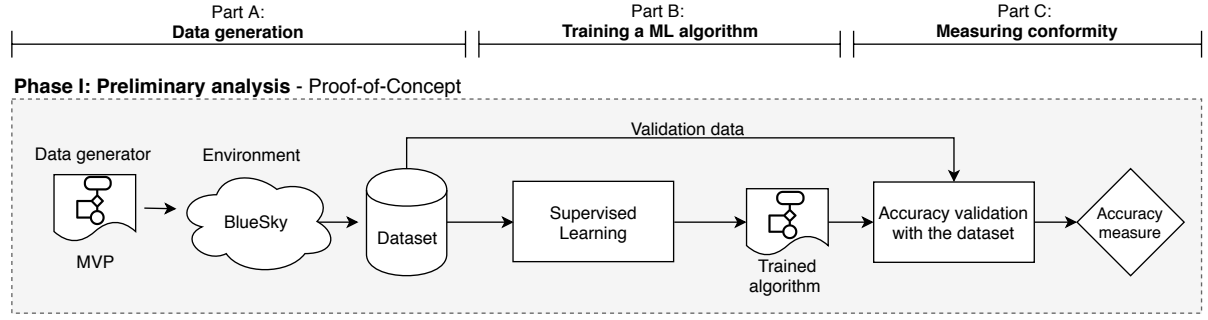 Part A:
Data generation
Part B:
Training a ML algorithm
Part C:
Measuring conformity
Phase I: Preliminary analysis - Proof-of-Concept
Validation data
Data generator
Environment
BlueSky
MVP
Dataset
Supervised
Learning
Trained
algorithm
Accuracy validation
with the dataset
Accuracy
measure